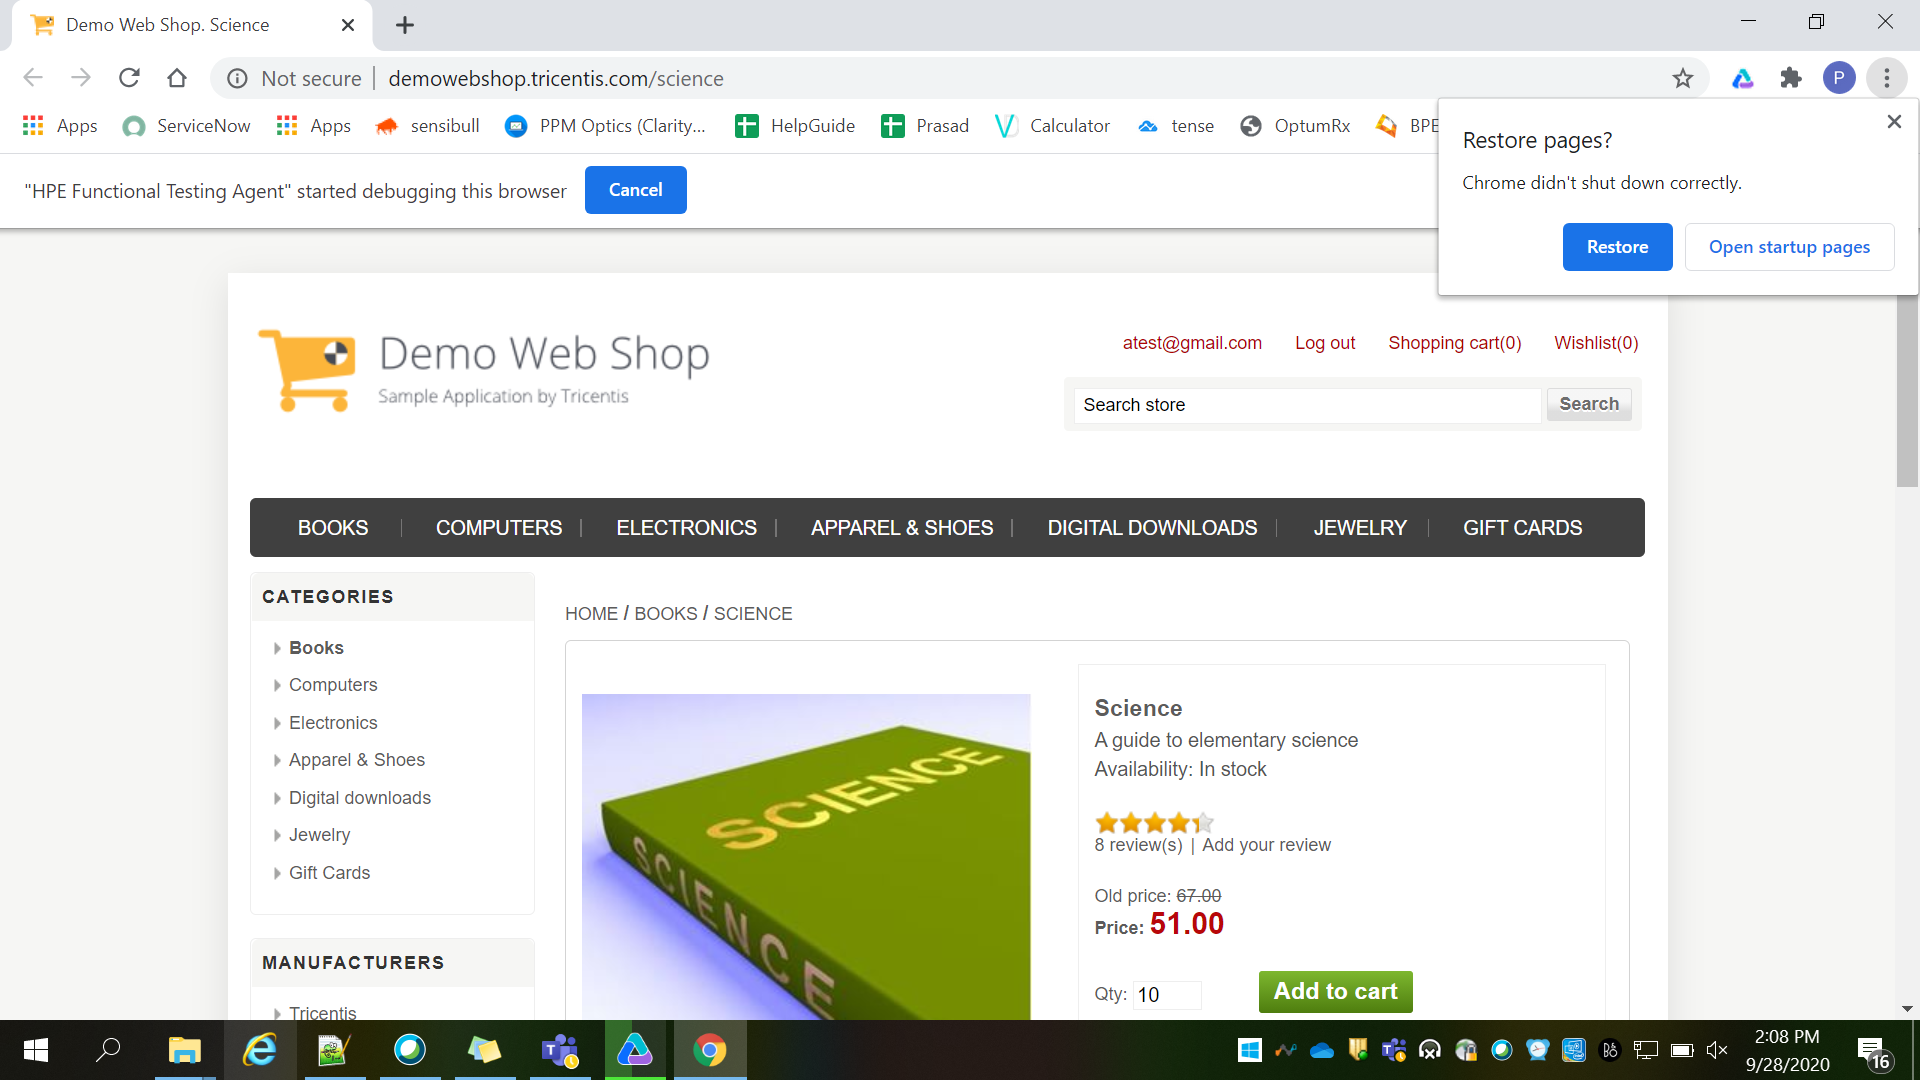 Demo Web Shop. Science
Not secure | demowebshop.tricentis.com/science
P
Apps ServiceNow Apps sensibull PPM Optics (Clarity... HelpGuide Prasad Calculator tense OptumRx BPE
"HPE Functional Testing Agent" started debugging this browser Cancel
Restore pages?
Chrome didn't shut down correctly.
Restore Open startup pages
Demo Web Shop
Sample Application by Tricentis
atest@gmail.com Log out Shopping cart(0) Wishlist(0)
Search store Search
BOOKS COMPUTERS ELECTRONICS APPAREL & SHOES DIGITAL DOWNLOADS JEWELRY GIFT CARDS
CATEGORIES
Books
Computers
Electronics
Apparel & Shoes
Digital downloads
Jewelry
Gift Cards
MANUFACTURERS
Tricentis
HOME / BOOKS / SCIENCE
SCIENCE
SCIENCE
Science
A guide to elementary science
Availability: In stock
8 review(s) | Add your review
Old price: 67.00
Price: 51.00
Qty: 10 Add to cart
2:08 PM
9/28/2020
16